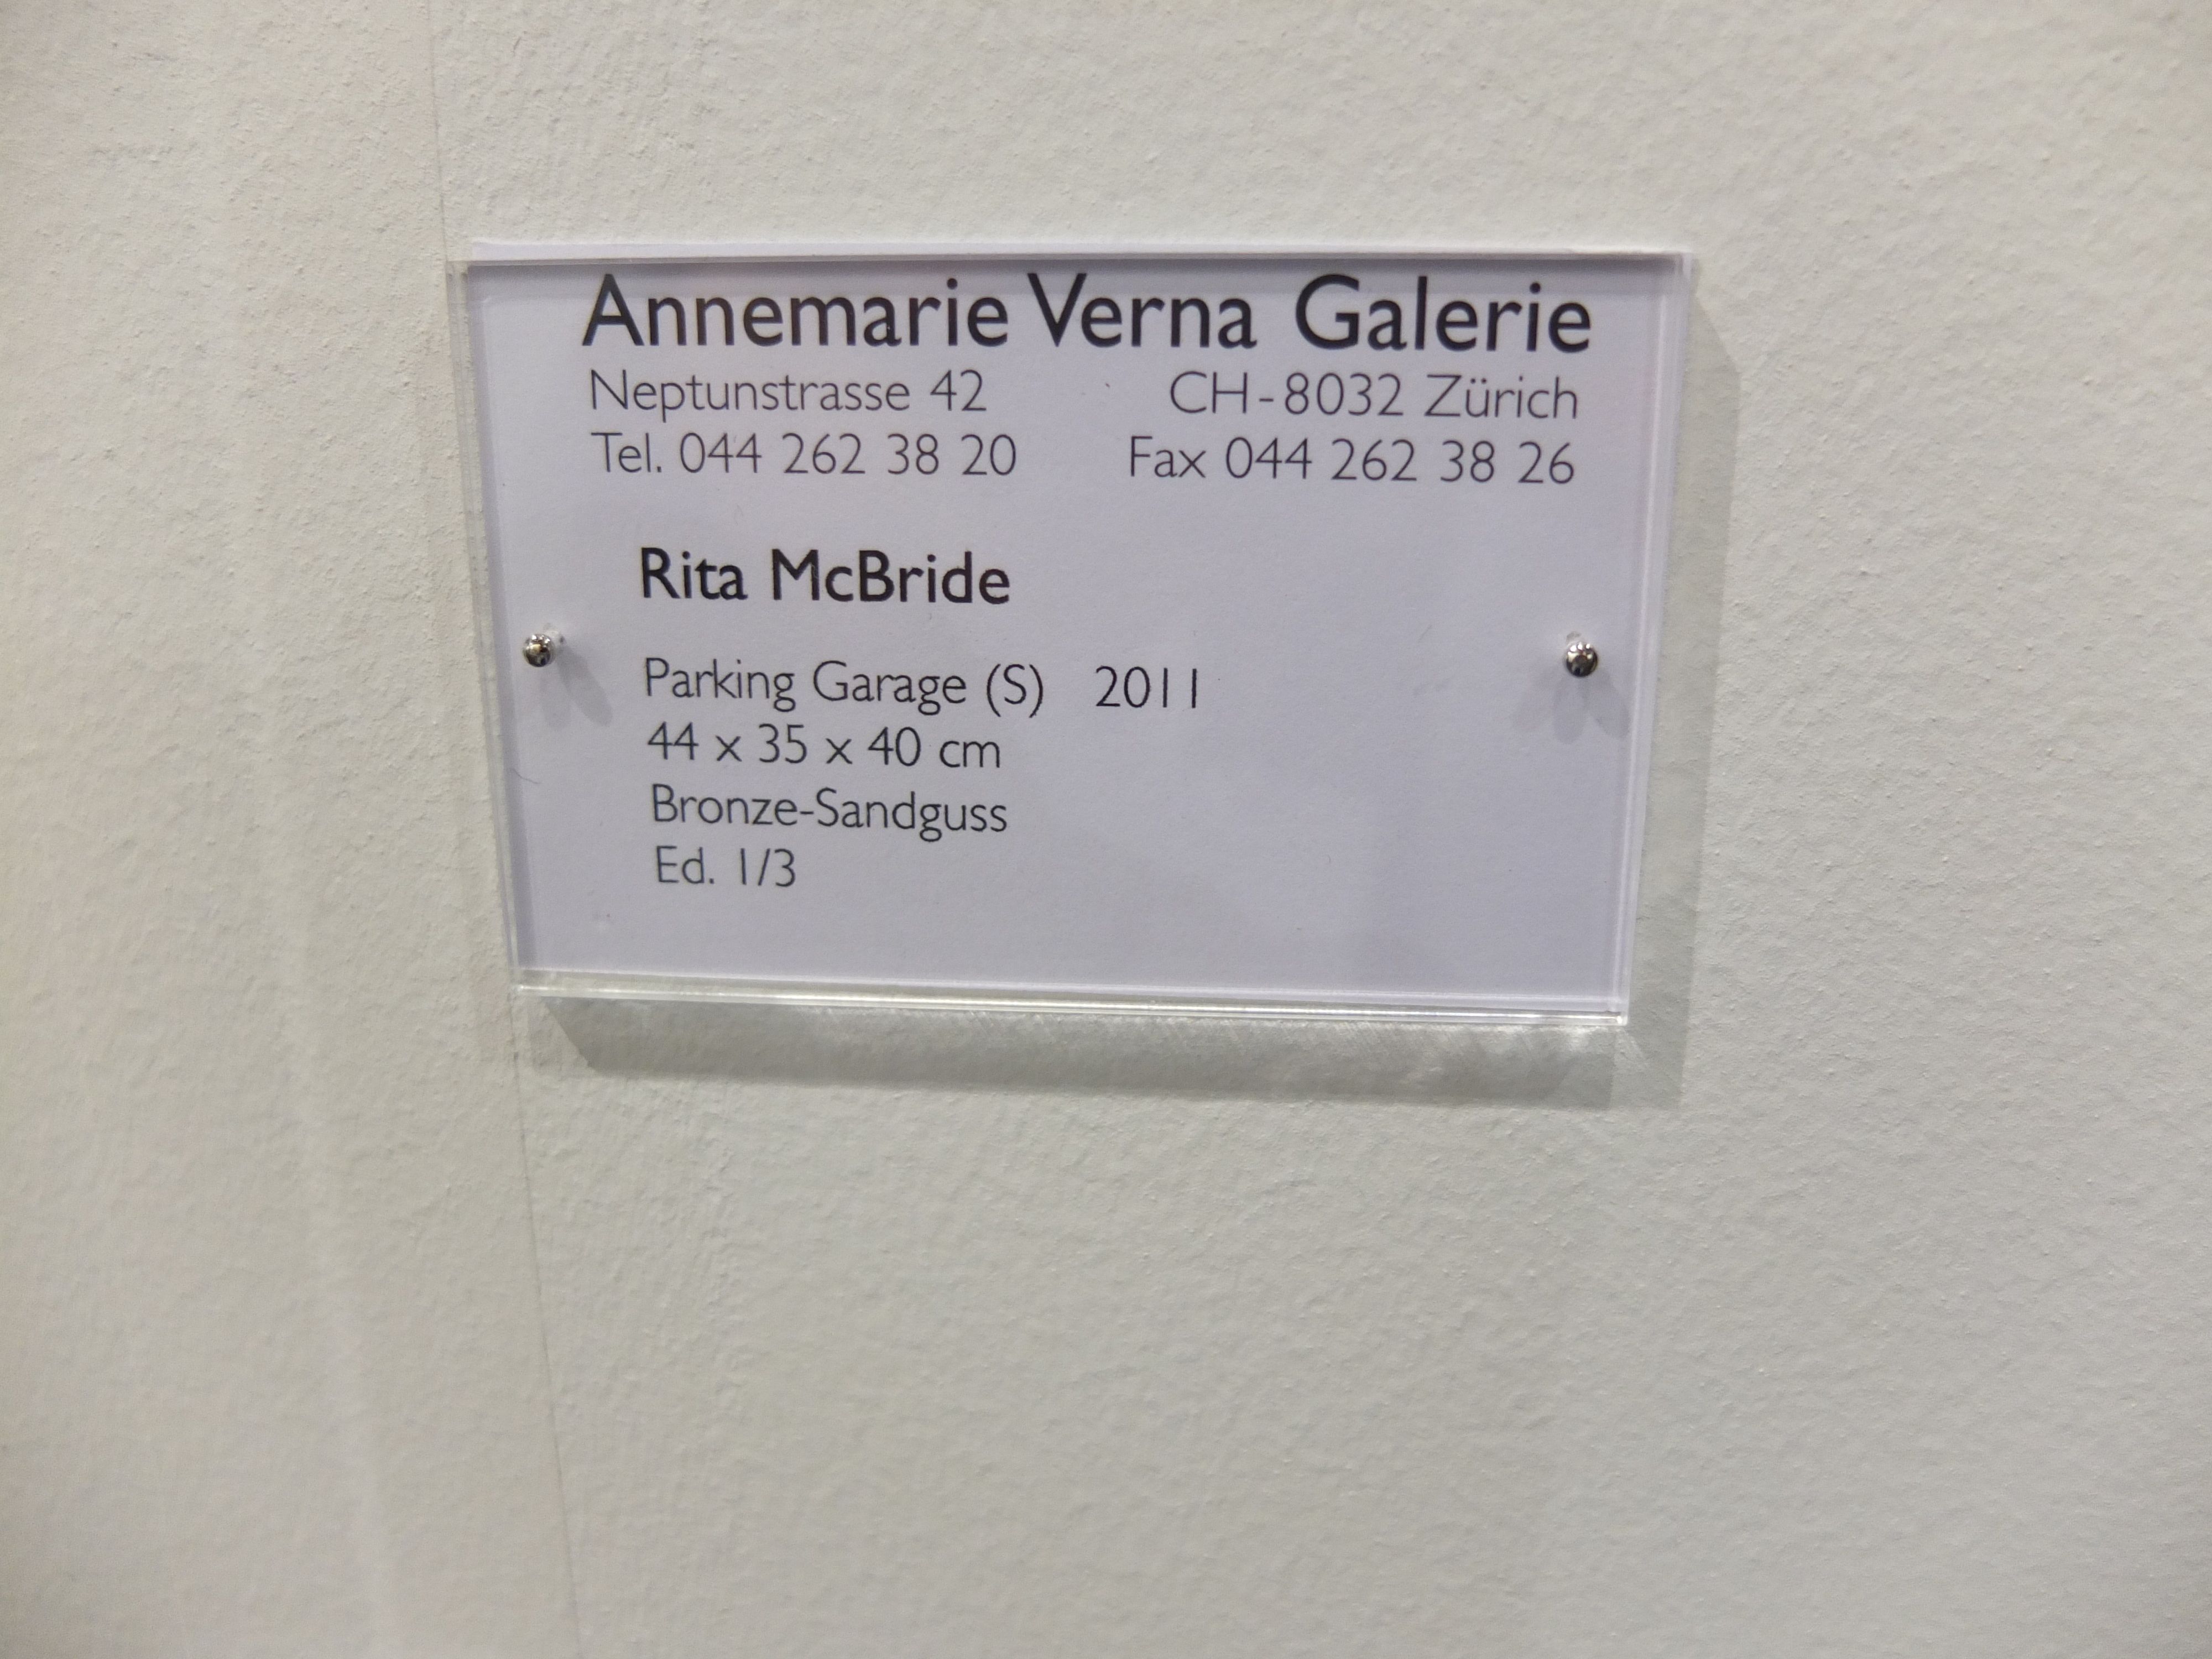 Annemarie Verna Galerie
Neptunstrasse 42 CH-8032 Zürich
Tel. 044 262 38 20 Fax 044 262 38 26
Rita McBride
Parking Garage (S) 2011
44 x 35 x 40 cm
Bronze-Sandguss
Ed. 1/3